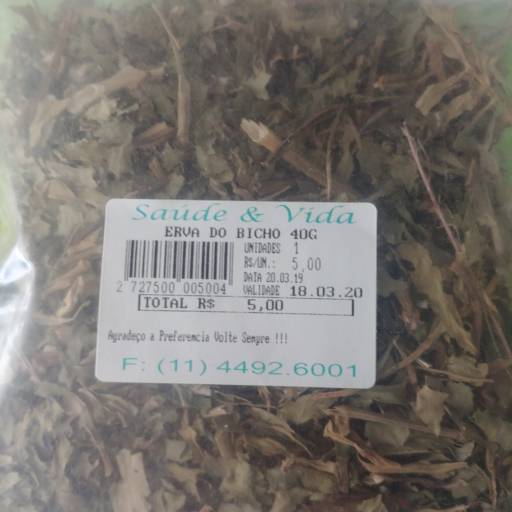 Saúde & Vida
ERVA DO BICHO 40G
UNIDADES 1
R$/UN.: 5,00
DATA 20.03.19
2 727500 005004 VALIDADE 18.03.20
TOTAL R$ 5,00
Agradeço a Preferemcia Volte Sempre !!!
F: (11) 4492.6001